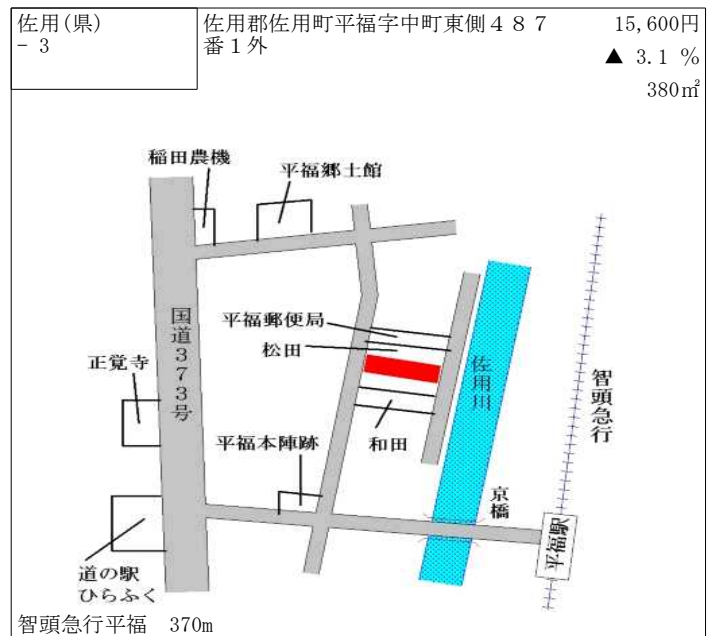 佐用(県)
- 3
佐用郡佐用町平福字中町東側４８７
番１外
15,600円
▲ 3.1 %
380㎡
稲田農機
平福郷土館
国道３７３号
平福郵便局
松田
正覚寺
佐用川
智頭急行
平福本陣跡
和田
京橋
平福駅
道の駅
ひらふく
智頭急行平福　370m